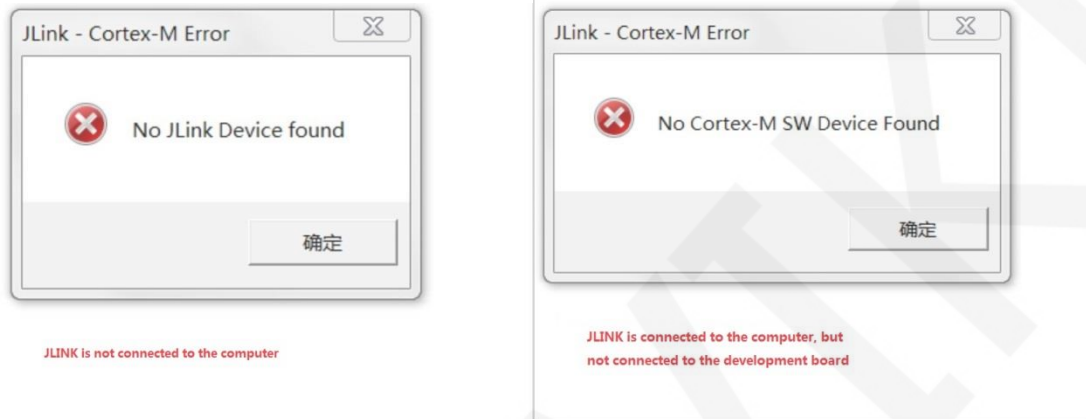 JLink - Cortex-M Error
No JLink Device found
确定
JLINK is not connected to the computer
JLink - Cortex-M Error
No Cortex-M SW Device Found
确定
JLINK is connected to the computer, but
not connected to the development board